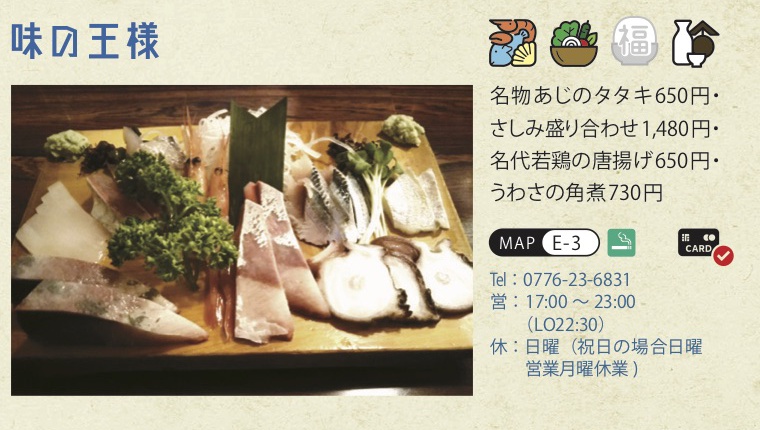 味の王様
福
名物あじのタタキ650円・
さしみ盛り合わせ1,480円・
名代若鶏の唐揚げ650円・
うわさの角煮730円
MAP E-3
CARD
Tel：0776-23-6831
営：17:00 ～ 23:00
（LO22:30）
休：日曜（祝日の場合日曜
営業月曜休業）